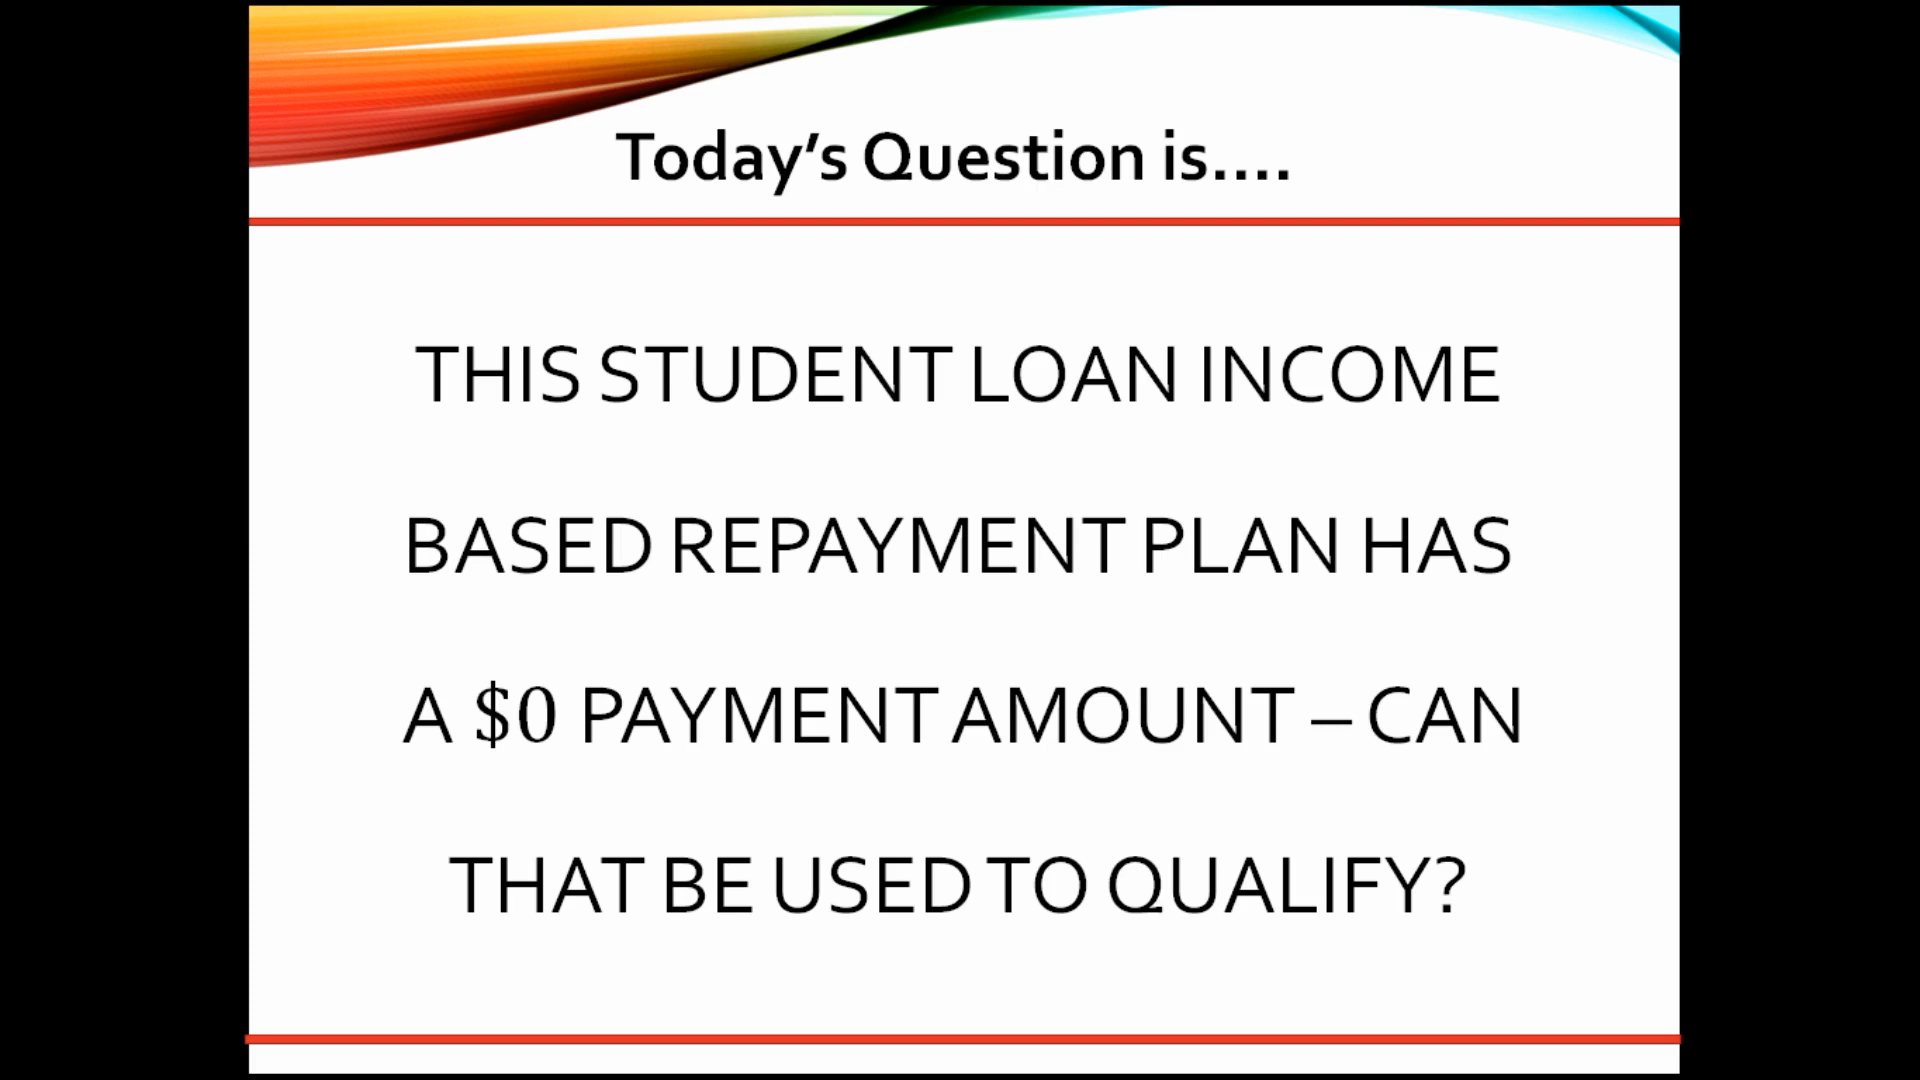 Today’s Question is....
THIS STUDENT LOAN INCOME
BASED REPAYMENT PLAN HAS
A $0 PAYMENT AMOUNT – CAN
THAT BE USED TO QUALIFY?